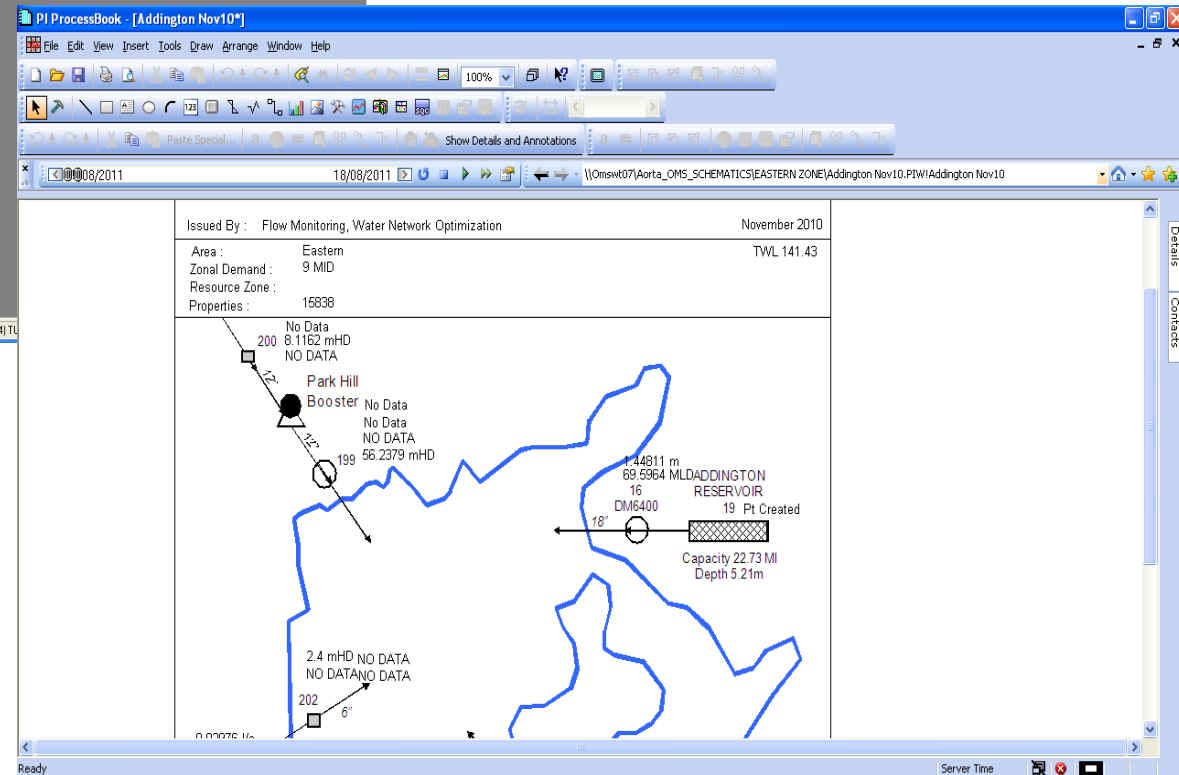 PI ProcessBook - [Addington Nov10*]
File Edit View Insert Tools Draw Arrange Window Help
100%
123
Paste Special...
Show Details and Annotations
08/2011
18/08/2011
\\Omswt07\Aorta_OMS_SCHEMATICS\EASTERN ZONE\Addington Nov10.PIW!Addington Nov10
Details
Contacts
Issued By : Flow Monitoring, Water Network Optimization
November 2010
Area : Eastern
TWL 141.43
Zonal Demand : 9 MID
Resource Zone :
Properties : 15838
No Data
200 8.1162 mHD
NO DATA
12"
Park Hill
Booster
No Data
No Data
NO DATA
12"
199
56.2379 mHD
1.44811 m
69.5964 MLD
ADDINGTON
RESERVOIR
16
DM6400
19 Pt Created
18"
Capacity 22.73 Ml
Depth 5.21m
2.4 mHD NO DATA
NO DATA NO DATA
202
6"
Ready
Server Time